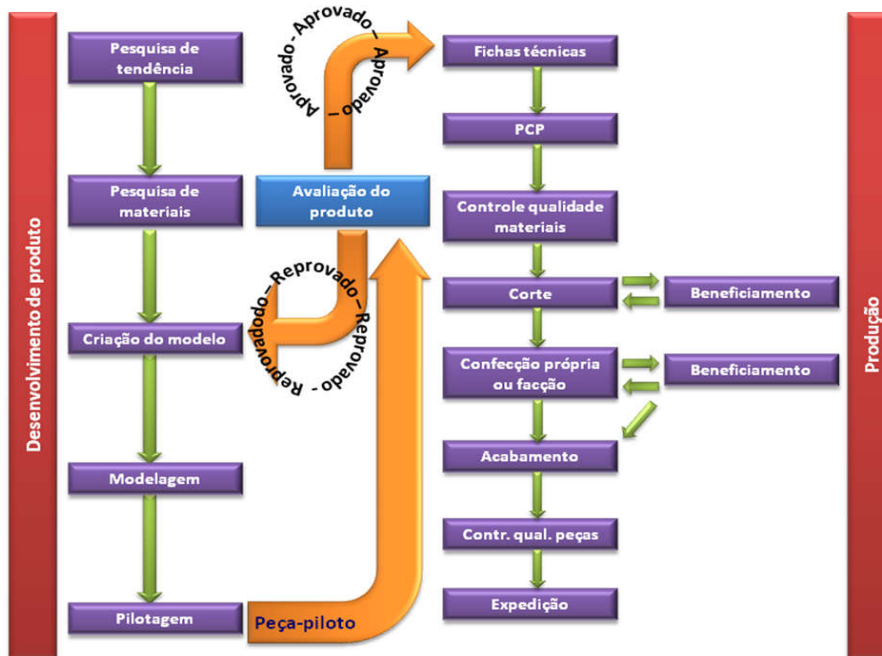 Desenvolvimento de produto
Pesquisa de
tendência
Pesquisa de
materiais
Criação do modelo
Modelagem
Pilotagem
Peça-piloto
Avaliação do
produto
Aprovado- Aprovado – Aprovado –
Reprovadodo – Reprovado – Reprovado -
Fichas técnicas
PCP
Controle qualidade
materiais
Corte
Beneficiamento
Confecção própria
ou facção
Beneficiamento
Acabamento
Contr. qual. peças
Expedição
Produção